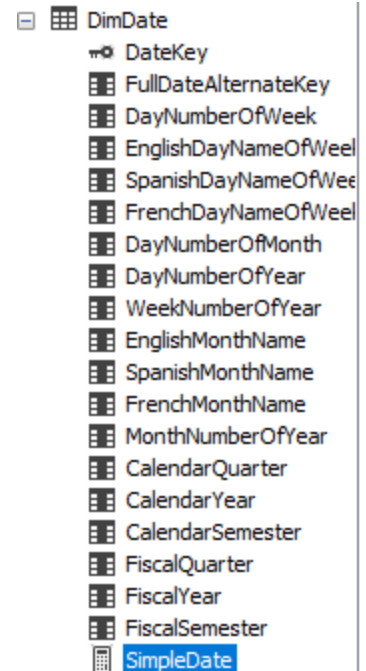 DimDate
DateKey
FullDateAlternateKey
DayNumberOfWeek
EnglishDayNameOfWeel
SpanishDayNameOfWee
FrenchDayNameOfWeel
DayNumberOfMonth
DayNumberOfYear
WeekNumberOfYear
EnglishMonthName
SpanishMonthName
FrenchMonthName
MonthNumberOfYear
CalendarQuarter
CalendarYear
CalendarSemester
FiscalQuarter
FiscalYear
FiscalSemester
SimpleDate